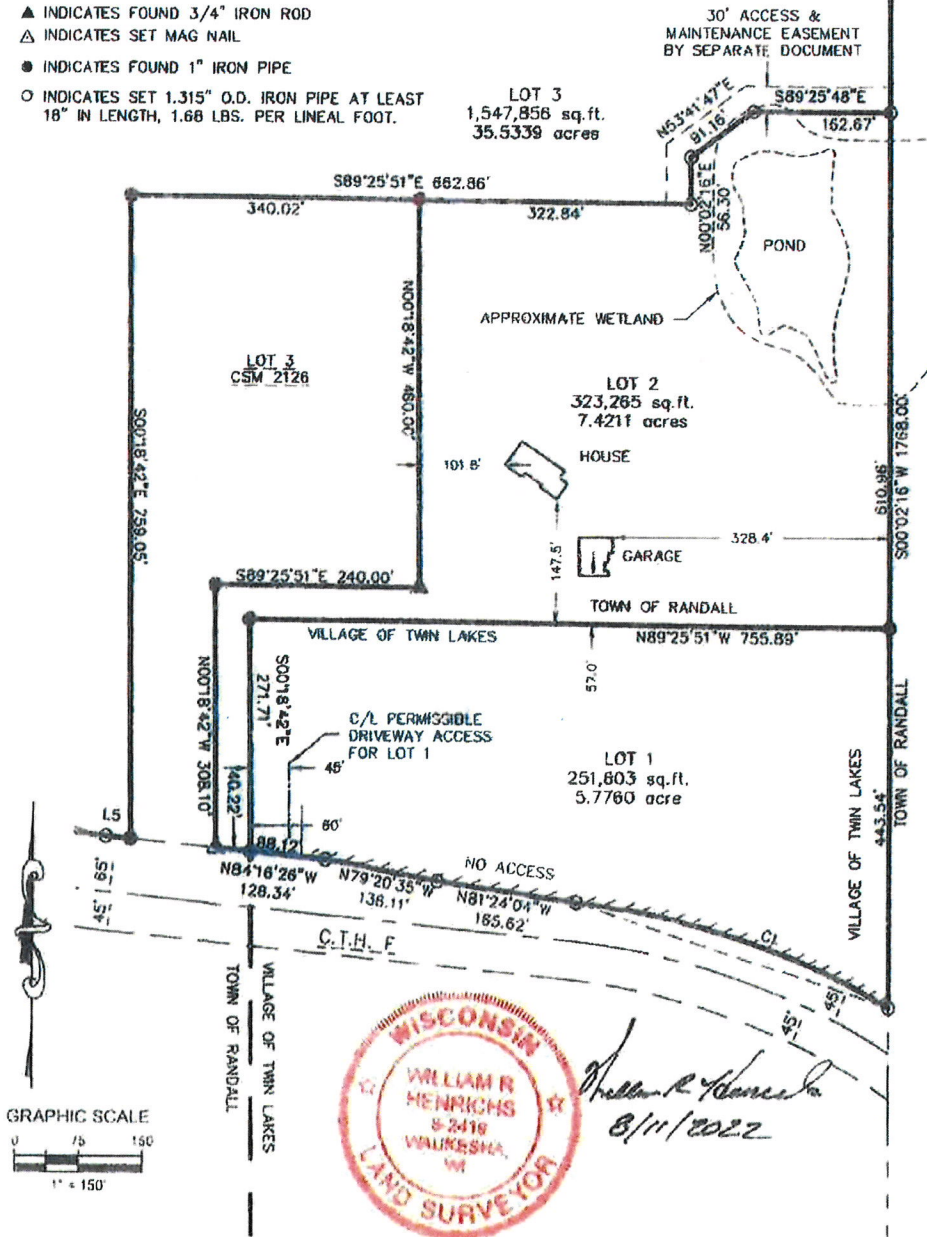 INDICATES FOUND 3/4" IRON ROD
INDICATES SET MAG NAIL
INDICATES FOUND 1" IRON PIPE
INDICATES SET 1.315" O.D. IRON PIPE AT LEAST
18" IN LENGTH, 1.68 LBS. PER LINEAL FOOT.
30' ACCESS &
MAINTENANCE EASEMENT
BY SEPARATE DOCUMENT
LOT 3
1,547,856 sq.ft.
35.5339 acres
N53°41'47"E
91.16'
S89°25'48"E
162.67'
S89°25'51"E 662.86'
340.02'
322.84'
N00°02'16"E
56.30'
POND
APPROXIMATE WETLAND
N00°18'42"W 460.00'
LOT 3
CSM 2126
LOT 2
323,265 sq.ft.
7.4211 acres
S00°18'42"E 759.05'
101.8'
HOUSE
610.96'
S00°02'16"W 1768.00'
147.5'
GARAGE
328.4'
S89°25'51"E 240.00'
TOWN OF RANDALL
VILLAGE OF TWIN LAKES
N89°25'51"W 755.89'
57.0'
N00°18'42"W 308.10'
S00°18'42"E
271.71'
C/L PERMISSIBLE
DRIVEWAY ACCESS
FOR LOT 1
45'
LOT 1
251,603 sq.ft.
5.7760 acre
VILLAGE OF TWIN LAKES
443.54'
TOWN OF RANDALL
40.22'
60'
L5
88.12'
NO ACCESS
N84°16'26"W
128.34'
N79°20'35"W
138.11'
N81°24'04"W
165.62'
C1
45'
65'
C.T.H. F
45'
45'
TOWN OF RANDALL
VILLAGE OF TWIN LAKES
WISCONSIN
WILLIAM R
HENRICHS
S-2419
WAUKESHA,
WI
LAND SURVEYOR
William R Henrichs
8/11/2022
GRAPHIC SCALE
0 75 150
1" = 150'